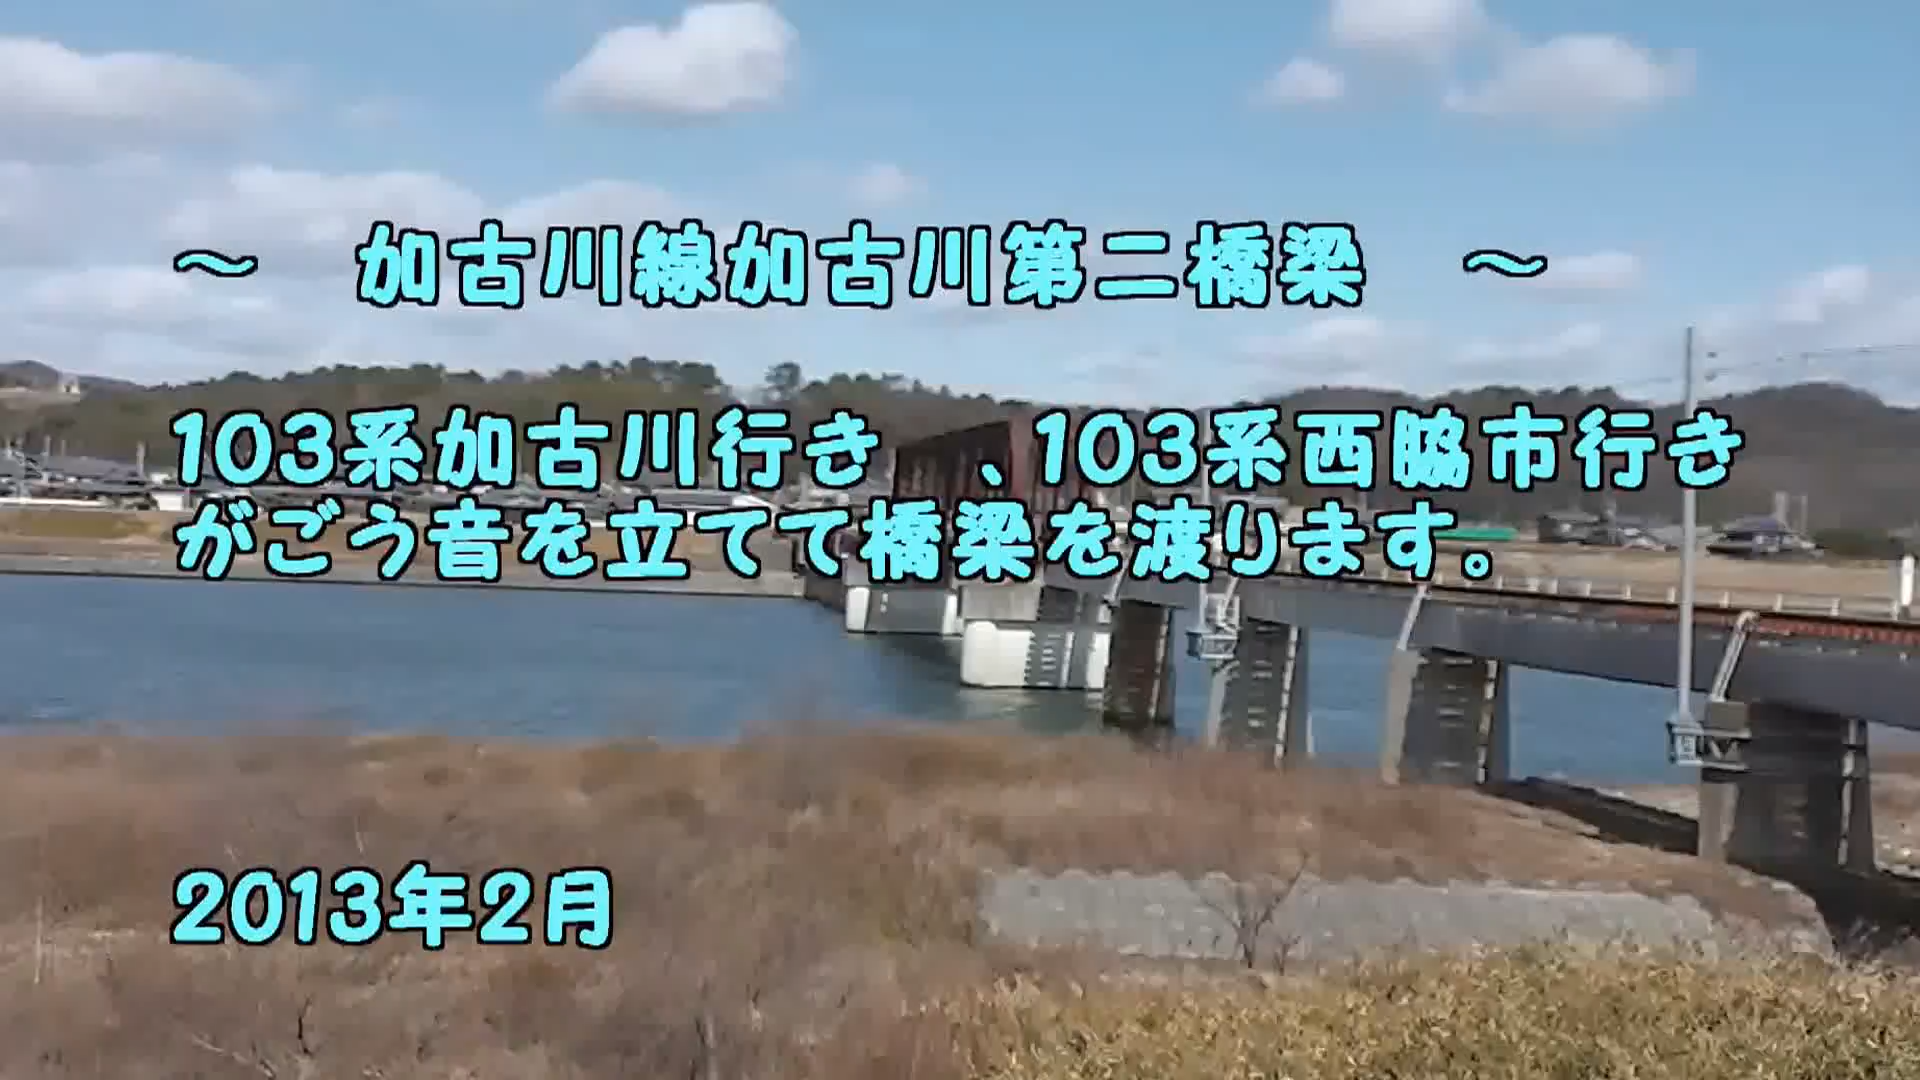 ～　加古川線加古川第二橋梁　～
103系加古川行き　、103系西脇市行き
がごう音を立てて橋梁を渡ります。
2013年2月